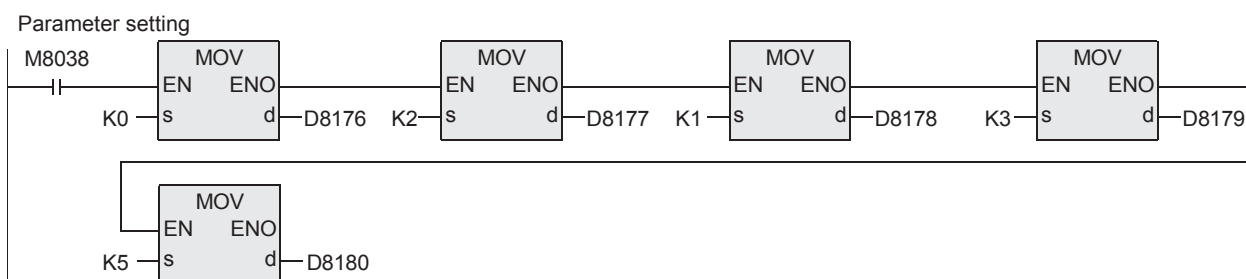 Parameter setting
M8038
MOV MOV MOV MOV
EN ENO EN ENO EN ENO EN ENO
K0 s d D8176 K2 s d D8177 K1 s d D8178 K3 s d D8179
MOV
EN ENO
K5 s d D8180